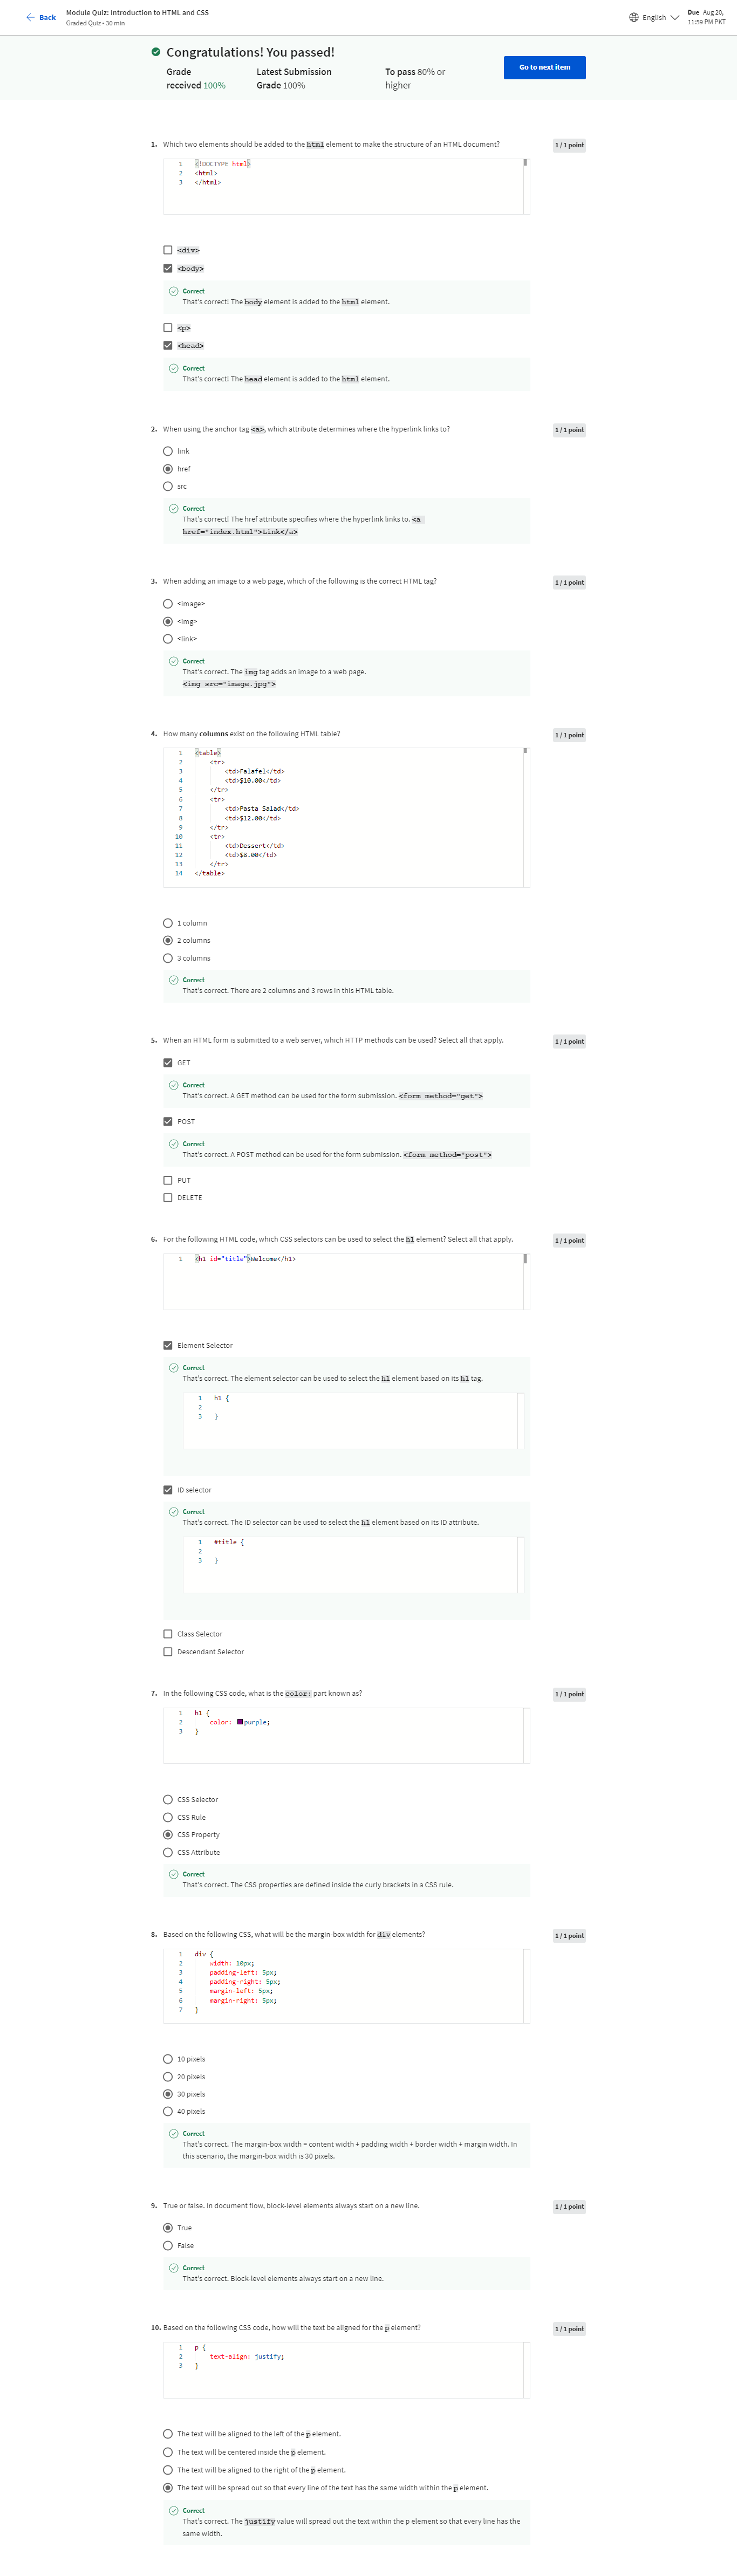 Back
Module Quiz: Introduction to HTML and CSS
Graded Quiz • 30 min
English
Due Aug 20, 11:59 PM PKT
Congratulations! You passed!
Grade received 100%
Latest Submission Grade 100%
To pass 80% or higher
Go to next item
1. Which two elements should be added to the html element to make the structure of an HTML document?
1 / 1 point
1 <!DOCTYPE html>
2 <html>
3 </html>
<div>
<body>
Correct
That's correct! The body element is added to the html element.
<p>
<head>
Correct
That's correct! The head element is added to the html element.
2. When using the anchor tag <a>, which attribute determines where the hyperlink links to?
1 / 1 point
link
href
src
Correct
That's correct! The href attribute specifies where the hyperlink links to. <a
href="index.html">Link</a>
3. When adding an image to a web page, which of the following is the correct HTML tag?
1 / 1 point
<image>
<img>
<link>
Correct
That's correct. The img tag adds an image to a web page.
<img src="image.jpg">
4. How many columns exist on the following HTML table?
1 / 1 point
1 <table>
2 <tr>
3 <td>Falafel</td>
4 <td>$10.00</td>
5 </tr>
6 <tr>
7 <td>Pasta Salad</td>
8 <td>$12.00</td>
9 </tr>
10 <tr>
11 <td>Dessert</td>
12 <td>$8.00</td>
13 </tr>
14 </table>
1 column
2 columns
3 columns
Correct
That's correct. There are 2 columns and 3 rows in this HTML table.
5. When an HTML form is submitted to a web server, which HTTP methods can be used? Select all that apply.
1 / 1 point
GET
Correct
That's correct. A GET method can be used for the form submission. <form method="get">
POST
Correct
That's correct. A POST method can be used for the form submission. <form method="post">
PUT
DELETE
6. For the following HTML code, which CSS selectors can be used to select the h1 element? Select all that apply.
1 / 1 point
1 <h1 id="title">Welcome</h1>
Element Selector
Correct
That's correct. The element selector can be used to select the h1 element based on its h1 tag.
1 h1 {
2
3 }
ID selector
Correct
That's correct. The ID selector can be used to select the h1 element based on its ID attribute.
1 #title {
2
3 }
Class Selector
Descendant Selector
7. In the following CSS code, what is the color: part known as?
1 / 1 point
1 h1 {
2 color: purple;
3 }
CSS Selector
CSS Rule
CSS Property
CSS Attribute
Correct
That's correct. The CSS properties are defined inside the curly brackets in a CSS rule.
8. Based on the following CSS, what will be the margin-box width for div elements?
1 / 1 point
1 div {
2 width: 10px;
3 padding-left: 5px;
4 padding-right: 5px;
5 margin-left: 5px;
6 margin-right: 5px;
7 }
10 pixels
20 pixels
30 pixels
40 pixels
Correct
That's correct. The margin-box width = content width + padding width + border width + margin width. In
this scenario, the margin-box width is 30 pixels.
9. True or false. In document flow, block-level elements always start on a new line.
1 / 1 point
True
False
Correct
That's correct. Block-level elements always start on a new line.
10. Based on the following CSS code, how will the text be aligned for the p element?
1 / 1 point
1 p {
2 text-align: justify;
3 }
The text will be aligned to the left of the p element.
The text will be centered inside the p element.
The text will be aligned to the right of the p element.
The text will be spread out so that every line of the text has the same width within the p element.
Correct
That's correct. The justify value will spread out the text within the p element so that every line has the
same width.